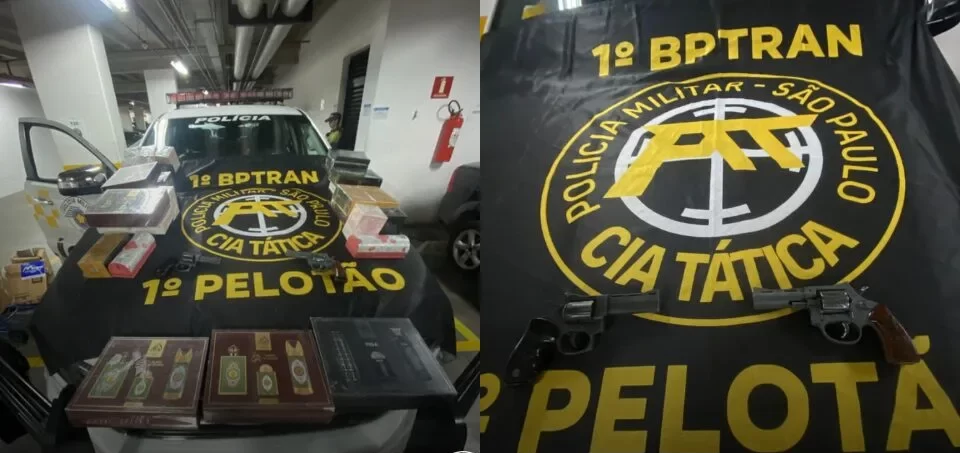 POLÍCIA
1º BPTRAN
POLICIA MILITAR - SÃO PAULO
CIA TÁTICA
1º PELOTÃO
1º BPTRAN
POLICIA MILITAR - SÃO PAULO
CIA TÁTICA
º PELOTÃ